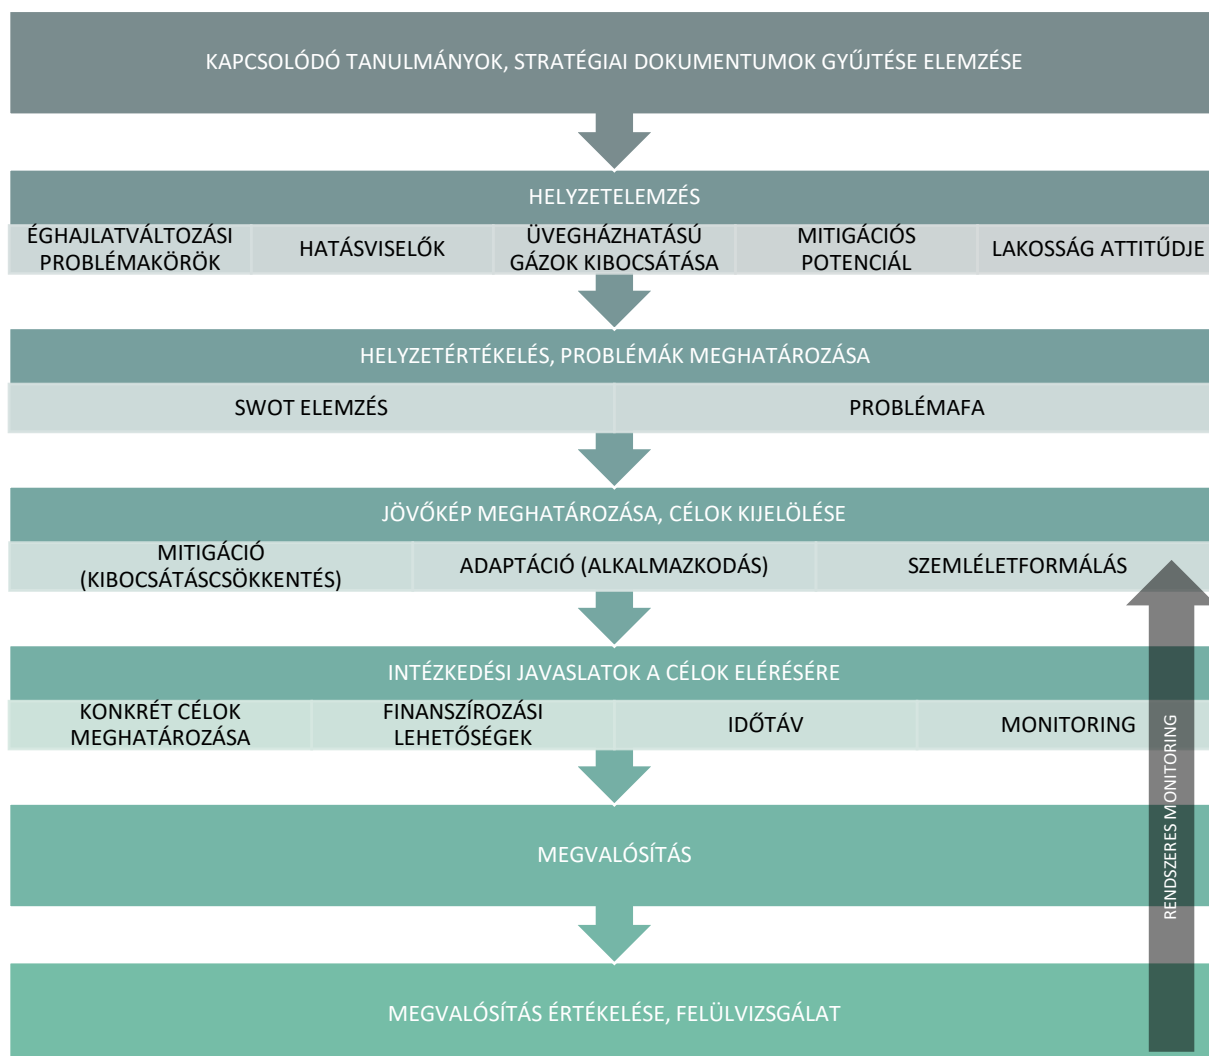 KAPCSOLÓDÓ TANULMÁNYOK, STRATÉGIAI DOKUMENTUMOK GYŰJTÉSE ELEMZÉSE
HELYZETELEMZÉS
ÉGHAJLATVÁLTOZÁSI
PROBLÉMAKÖRÖK
HATÁSVISELŐK
ÜVEGHÁZHATÁSÚ
GÁZOK KIBOCSÁTÁSA
MITIGÁCIÓS
POTENCIÁL
LAKOSSÁG ATTITŰDJE
HELYZETÉRTÉKELÉS, PROBLÉMÁK MEGHATÁROZÁSA
SWOT ELEMZÉS
PROBLÉMAFA
JÖVŐKÉP MEGHATÁROZÁSA, CÉLOK KIJELÖLÉSE
MITIGÁCIÓ
(KIBOCSÁTÁSCSÖKKENTÉS)
ADAPTÁCIÓ (ALKALMAZKODÁS)
SZEMLÉLETFORMÁLÁS
INTÉZKEDÉSI JAVASLATOK A CÉLOK ELÉRÉSÉRE
KONKRÉT CÉLOK
MEGHATÁROZÁSA
FINANSZÍROZÁSI
LEHETŐSÉGEK
IDŐTÁV
MONITORING
RENDSZERES MONITORING
MEGVALÓSÍTÁS
MEGVALÓSÍTÁS ÉRTÉKELÉSE, FELÜLVIZSGÁLAT